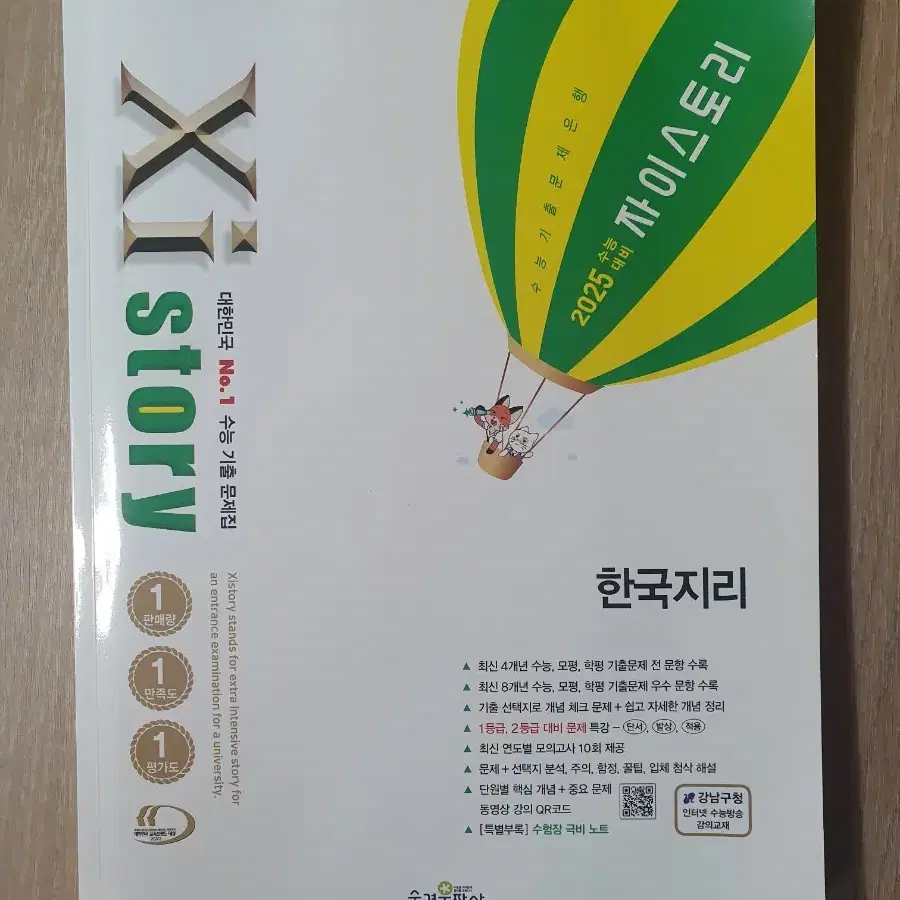 Xi story
대한민국 No.1 수능 기출 문제집
Xistory stands for extra intensive story for
an entrance examination for a university.
1
판매량
1
만족도
1
평가도
수능 기출 문제 은행
2025 수능 대비
자이스토리
한국지리
▲ 최신 4개년 수능, 모평, 학평 기출문제 전 문항 수록
▲ 최신 8개년 수능, 모평, 학평 기출문제 우수 문항 수록
▲ 기출 선택지로 개념 체크 문제 + 쉽고 자세한 개념 정리
▲ 1등급, 2등급 대비 문제 특강 – 단서, 발상, 적용
▲ 최신 연도별 모의고사 10회 제공
▲ 문제 + 선택지 분석, 주의, 함정, 꿀팁, 입체 첨삭 해설
▲ 단원별 핵심 개념 + 중요 문제
동영상 강의 QR코드
▲ [특별부록] 수험장 극비 노트
강남구청
인터넷 수능방송
강의교재